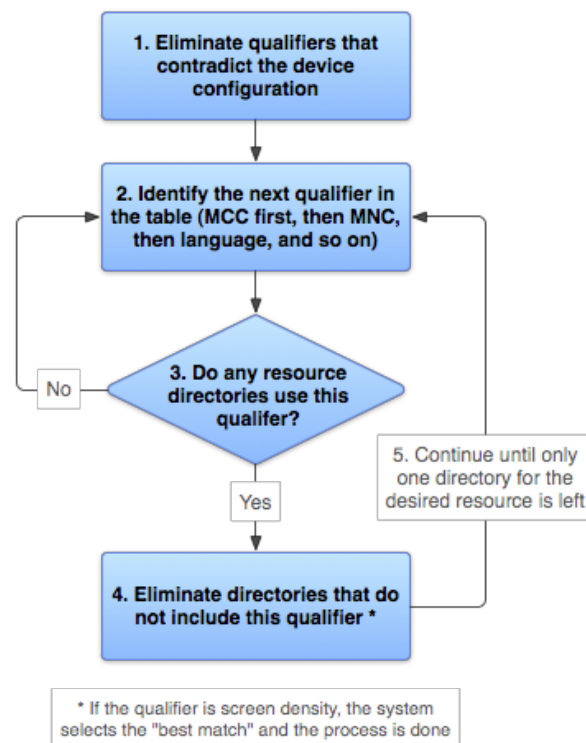 1. Eliminate qualifiers that
contradict the device
configuration
2. Identify the next qualifier in
the table (MCC first, then MNC,
then language, and so on)
3. Do any resource
directories use this
qualifer?
No
Yes
5. Continue until only
one directory for the
desired resource is left
4. Eliminate directories that do
not include this qualifier *
* If the qualifier is screen density, the system
selects the "best match" and the process is done